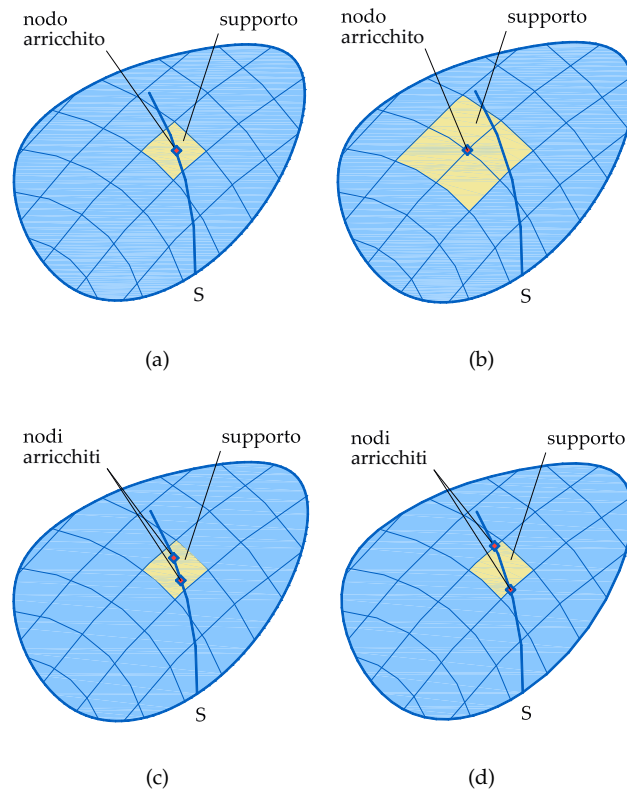 nodo
arricchito
supporto
S
(a)
nodo
arricchito
supporto
S
(b)
nodi
arricchiti
supporto
S
(c)
nodi
arricchiti
supporto
S
(d)